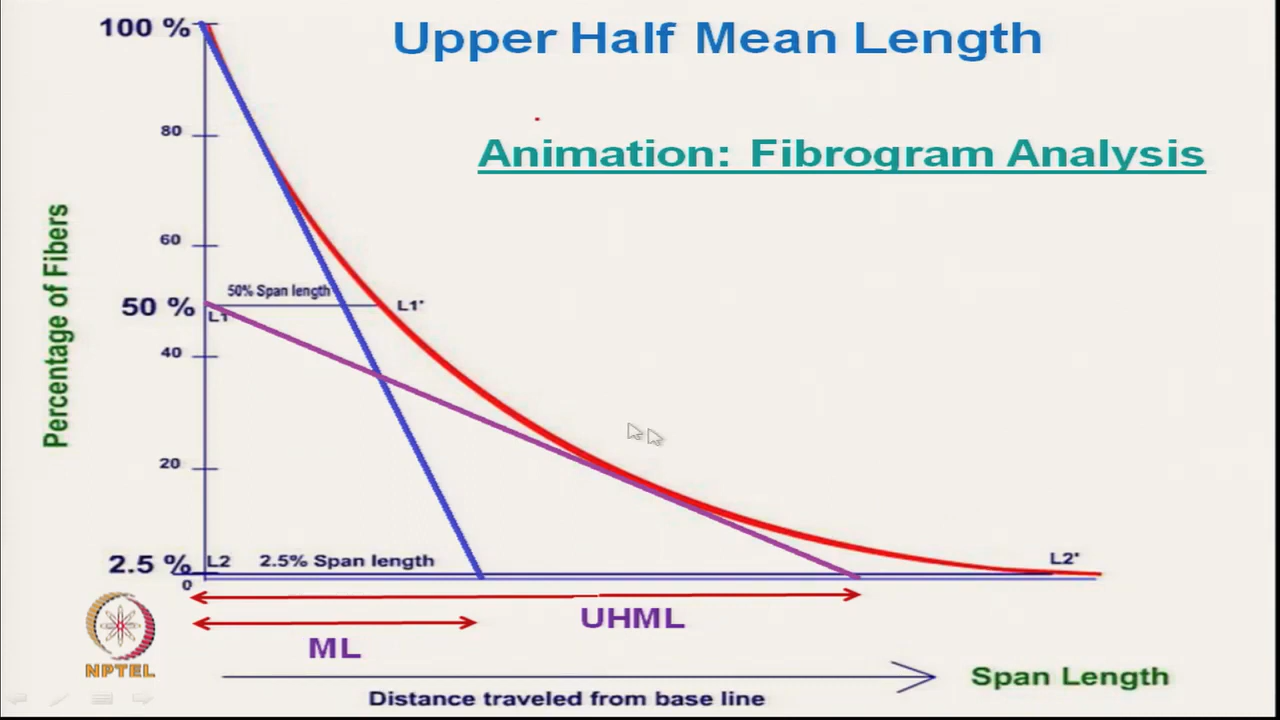 100 %
Upper Half Mean Length
80
Animation: Fibrogram Analysis
Percentage of Fibers
60
50% Span length
50 %
L1
L1'
40
20
2.5 %
L2
2.5% Span length
L2'
0
UHML
ML
NPTEL
Span Length
Distance traveled from base line